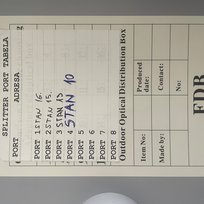 SPLITTER PORT TABELA
PORT ADRESA
PORT 1 STAN 16.
PORT 2 STAN 15.
PORT 3 STAN 13
PORT 4 STAN 10
PORT 5
PORT 6
PORT 7
PORT 8
Outdoor Optical Distribution Box
Item No:
Produced date:
Made by:
Contact:
No:
FDB